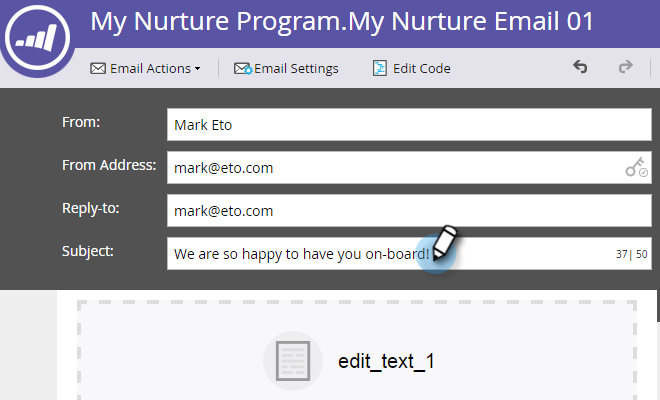 My Nurture Program.My Nurture Email 01
Email Actions Email Settings Edit Code
From: Mark Eto
From Address: mark@eto.com
Reply-to: mark@eto.com
Subject: We are so happy to have you on-board! 37| 50
edit_text_1